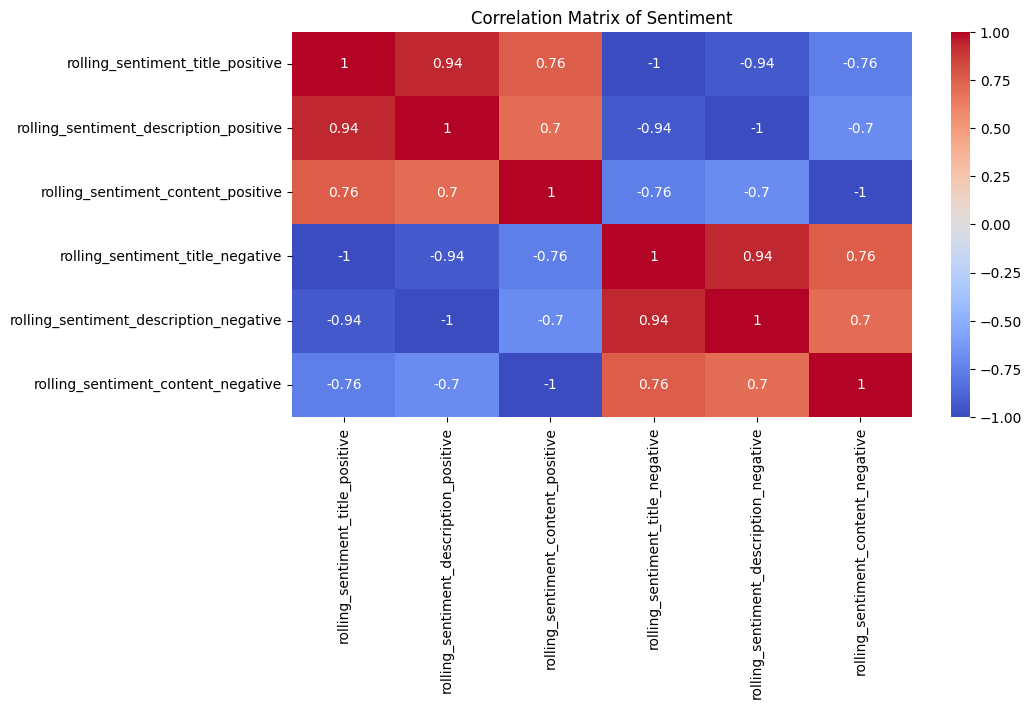 Correlation Matrix of Sentiment
rolling_sentiment_title_positive 1 0.94 0.76 -1 -0.94 -0.76
rolling_sentiment_description_positive 0.94 1 0.7 -0.94 -1 -0.7
rolling_sentiment_content_positive 0.76 0.7 1 -0.76 -0.7 -1
rolling_sentiment_title_negative -1 -0.94 -0.76 1 0.94 0.76
rolling_sentiment_description_negative -0.94 -1 -0.7 0.94 1 0.7
rolling_sentiment_content_negative -0.76 -0.7 -1 0.76 0.7 1
rolling_sentiment_title_positive
rolling_sentiment_description_positive
rolling_sentiment_content_positive
rolling_sentiment_title_negative
rolling_sentiment_description_negative
rolling_sentiment_content_negative
1.00
0.75
0.50
0.25
0.00
−0.25
−0.50
−0.75
−1.00